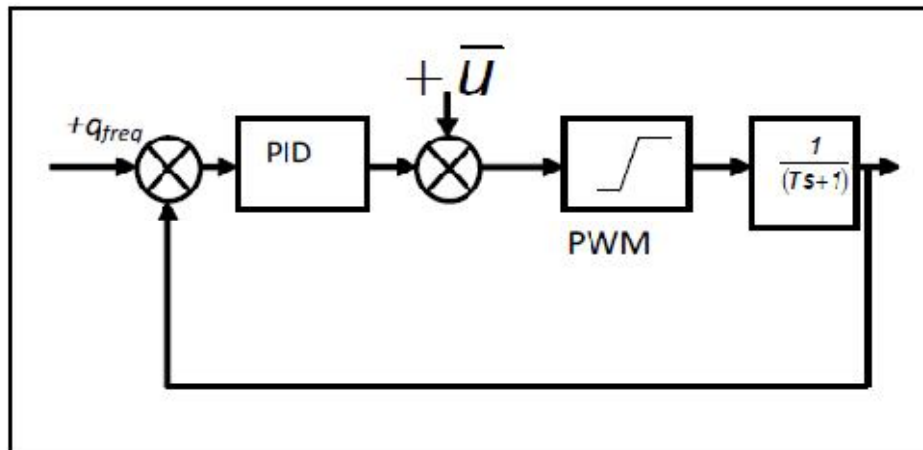 + u̅
+q_freq
PID
1
(Ts+1)
PWM